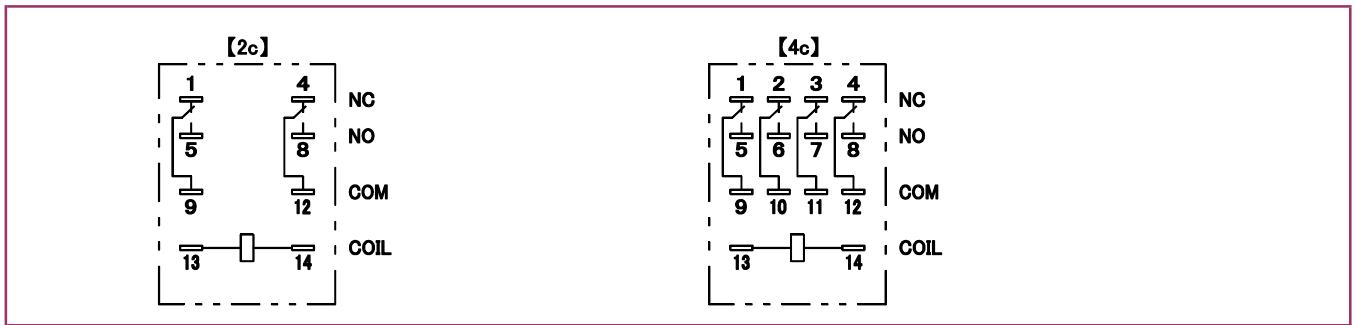 【2c】
1 4 NC
5 8 NO
9 12 COM
13 14 COIL
【4c】
1 2 3 4 NC
5 6 7 8 NO
9 10 11 12 COM
13 14 COIL